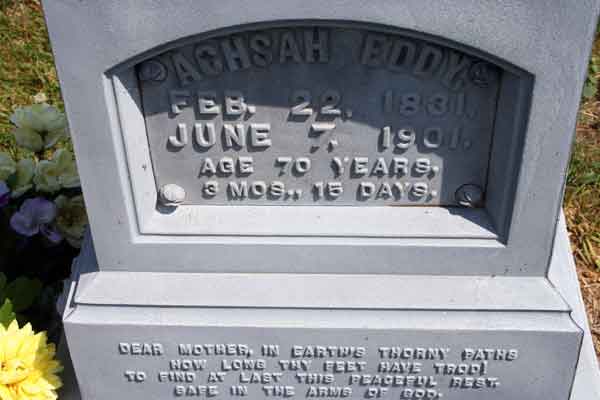 ACHSAH EDDY,
FEB. 22, 1831,
JUNE 7, 1901.
AGE 70 YEARS,
3 MOS., 15 DAYS.
DEAR MOTHER, IN EARTH'S THORNY PATHS
HOW LONG THY FEET HAVE TROD!
TO FIND AT LAST THIS PEACEFUL REST.
SAFE IN THE ARMS OF GOD.